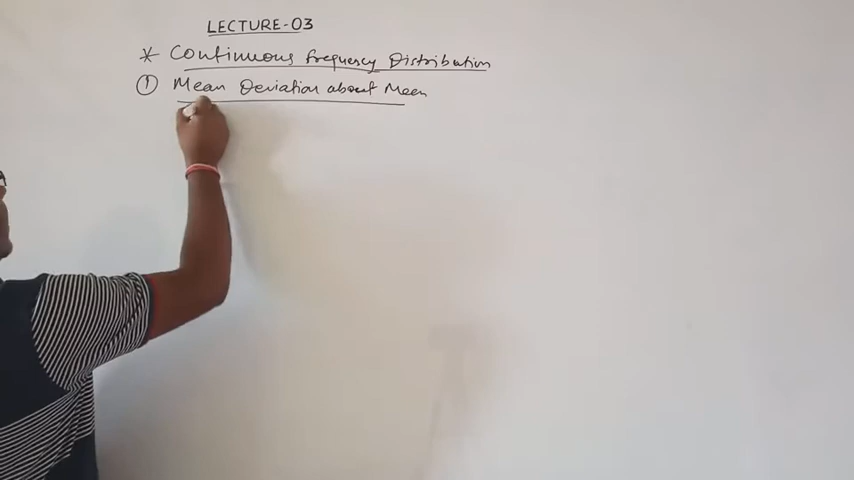 LECTURE-03
* Continuous frequency Distribution
① Mean Deviation about Mean